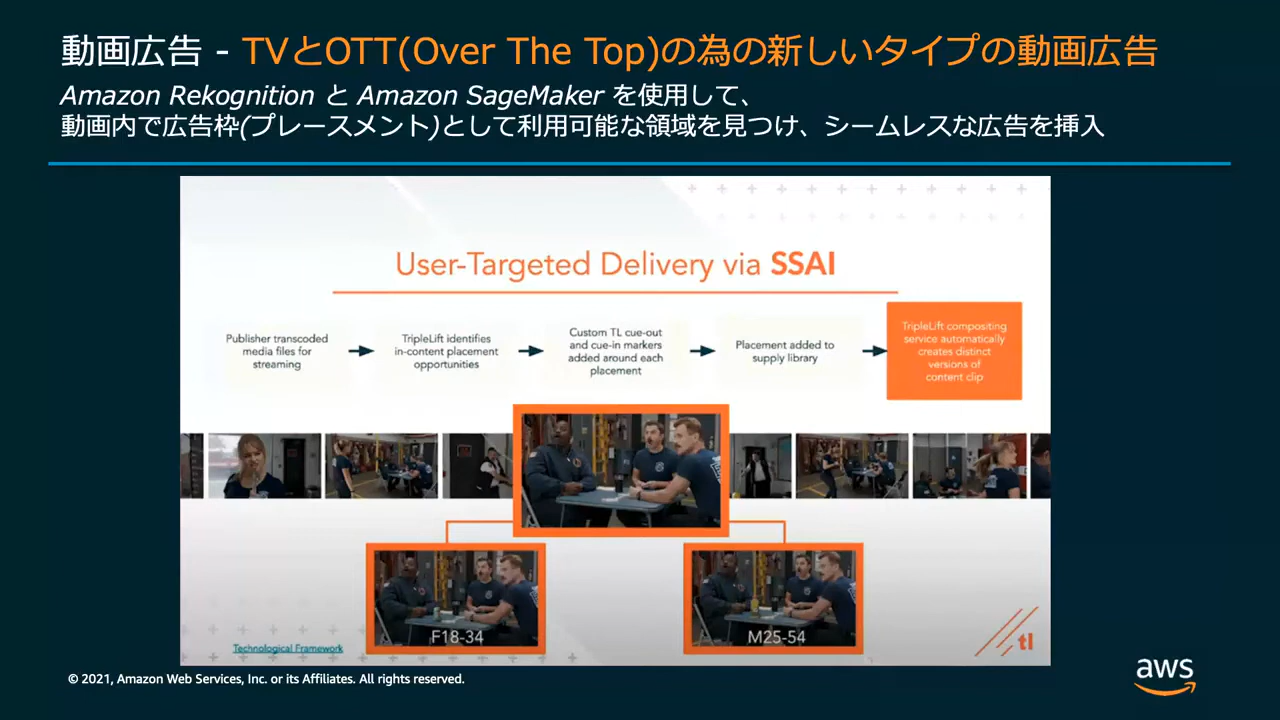 動画広告 - TVとOTT(Over The Top)の為の新しいタイプの動画広告
Amazon Rekognition と Amazon SageMaker を使用して、
動画内で広告枠(プレースメント)として利用可能な領域を見つけ、シームレスな広告を挿入
User-Targeted Delivery via SSAI
Publisher transcoded
media files for
streaming
TripleLift identifies
in-content placement
opportunities
Custom TL cue-out
and cue-in markers
added around each
placement
Placement added to
supply library
TripleLift compositing
service automatically
creates distinct
versions of
content clip
F18-34
M25-54
Technological Framework
tl
© 2021, Amazon Web Services, Inc. or its Affiliates. All rights reserved.
aws